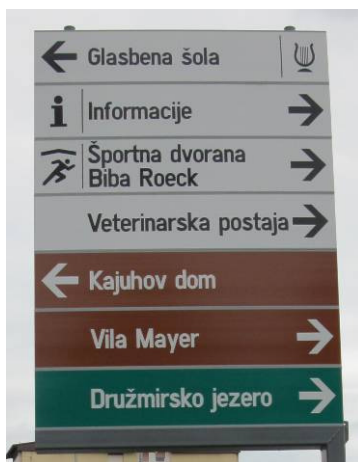 Glasbena šola
Informacije
Športna dvorana
Biba Roeck
Veterinarska postaja
Kajuhov dom
Vila Mayer
Družmirsko jezero